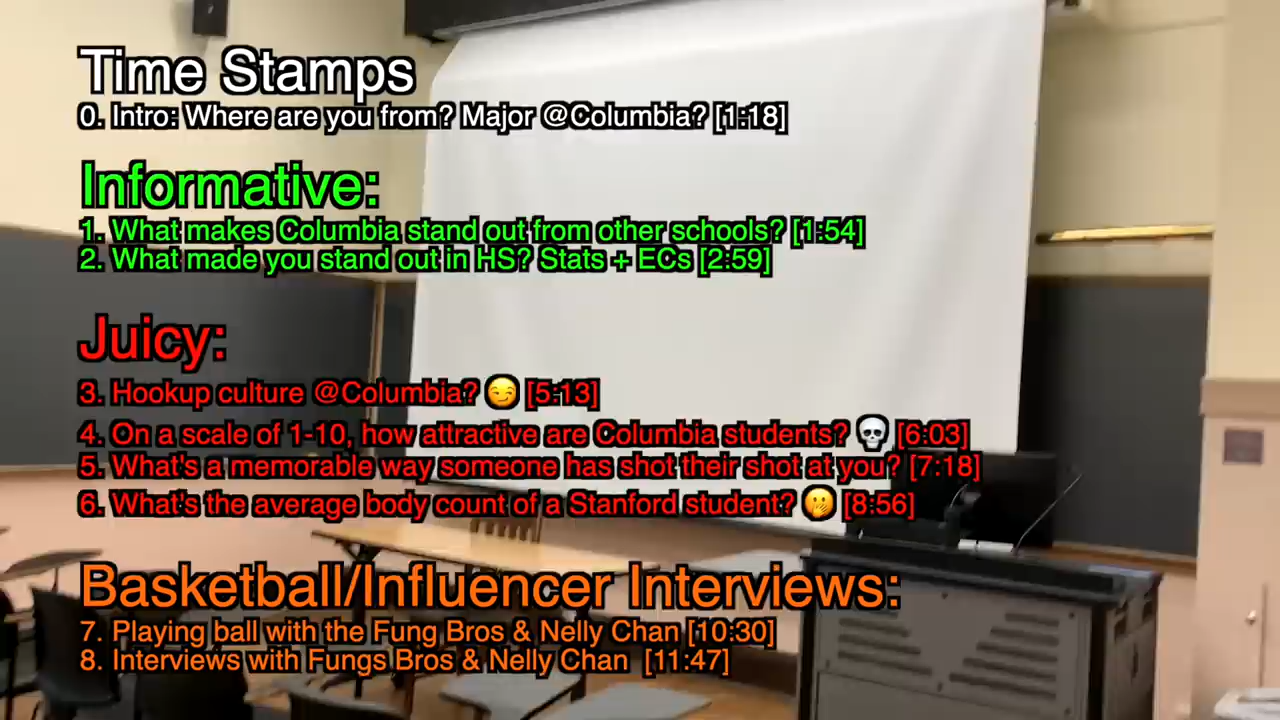 Time Stamps
0. Intro: Where are you from? Major @Columbia? [1:18]
Informative:
1. What makes Columbia stand out from other schools? [1:54]
2. What made you stand out in HS? Stats + ECs [2:59]
Juicy:
3. Hookup culture @Columbia? 😏 [5:13]
4. On a scale of 1-10, how attractive are Columbia students? 💀 [6:03]
5. What's a memorable way someone has shot their shot at you? [7:18]
6. What's the average body count of a Stanford student? 🤭 [8:56]
Basketball/Influencer Interviews:
7. Playing ball with the Fung Bros & Nelly Chan [10:30]
8. Interviews with Fungs Bros & Nelly Chan [11:47]